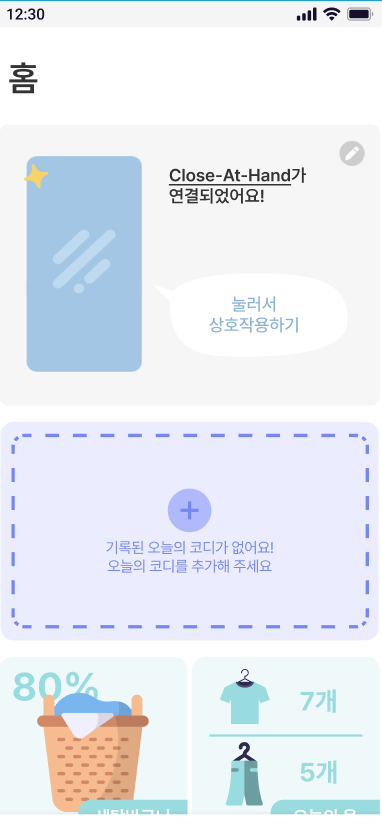 12:30
홈
Close-At-Hand가
연결되었어요!
눌러서
상호작용하기
기록된 오늘의 코디가 없어요!
오늘의 코디를 추가해 주세요
80%
7개
5개